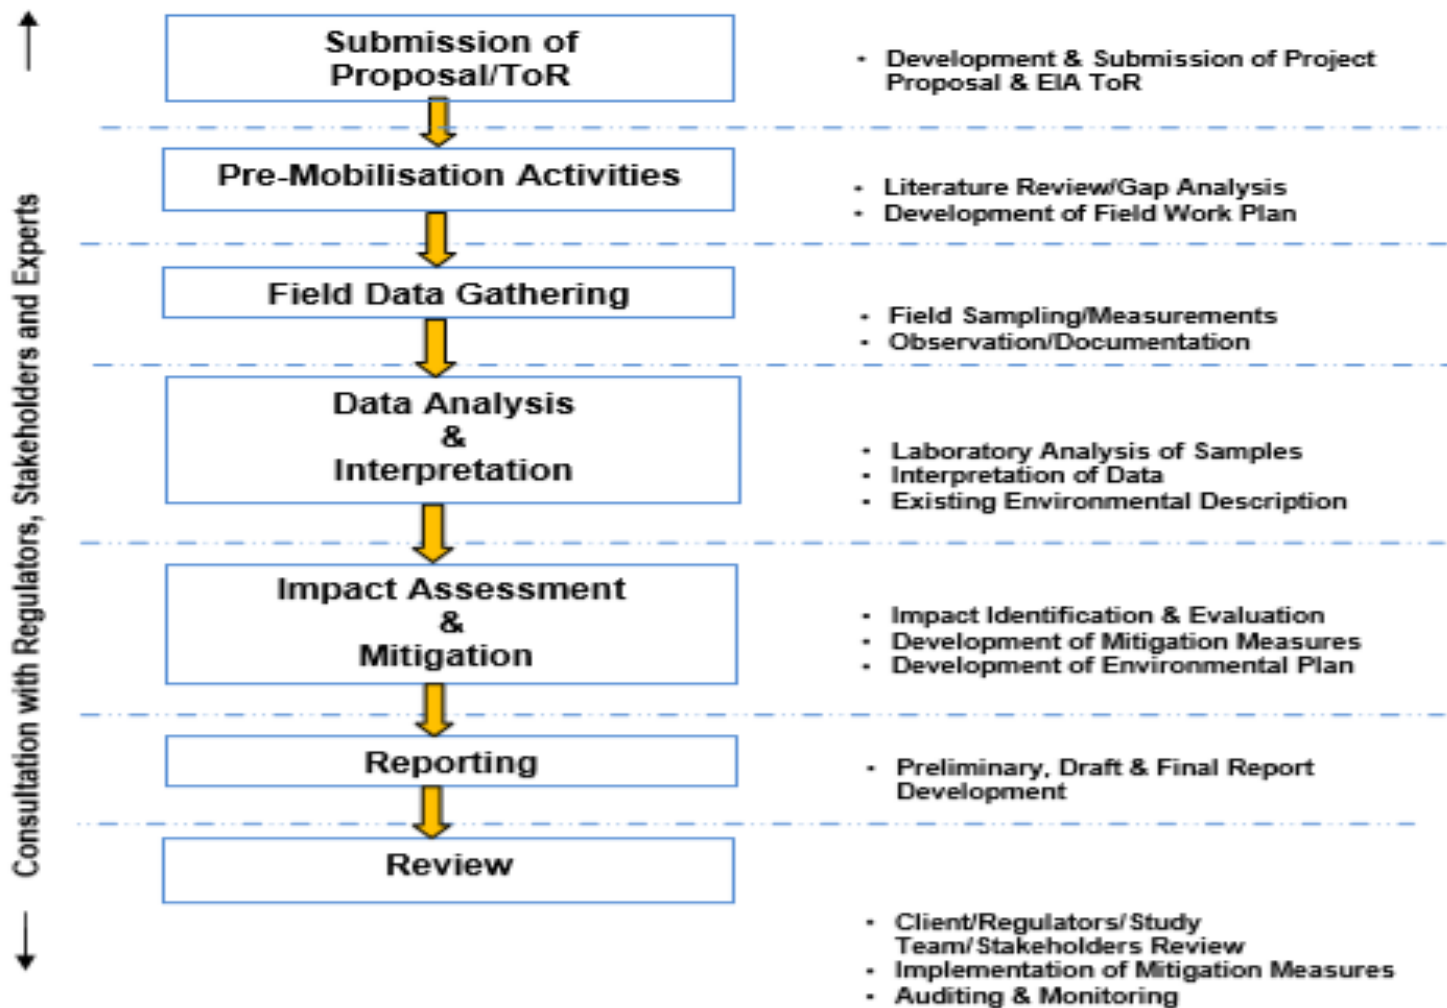 Submission of
Proposal/ToR
• Development & Submission of Project
Proposal & EIA ToR
Pre-Mobilisation Activities
• Literature Review/Gap Analysis
• Development of Field Work Plan
Field Data Gathering
• Field Sampling/Measurements
• Observation/Documentation
Data Analysis
&
Interpretation
• Laboratory Analysis of Samples
• Interpretation of Data
• Existing Environmental Description
Impact Assessment
&
Mitigation
• Impact Identification & Evaluation
• Development of Mitigation Measures
• Development of Environmental Plan
Reporting
• Preliminary, Draft & Final Report
Development
Review
• Client/Regulators/Study
Team/Stakeholders Review
• Implementation of Mitigation Measures
• Auditing & Monitoring
Consultation with Regulators, Stakeholders and Experts